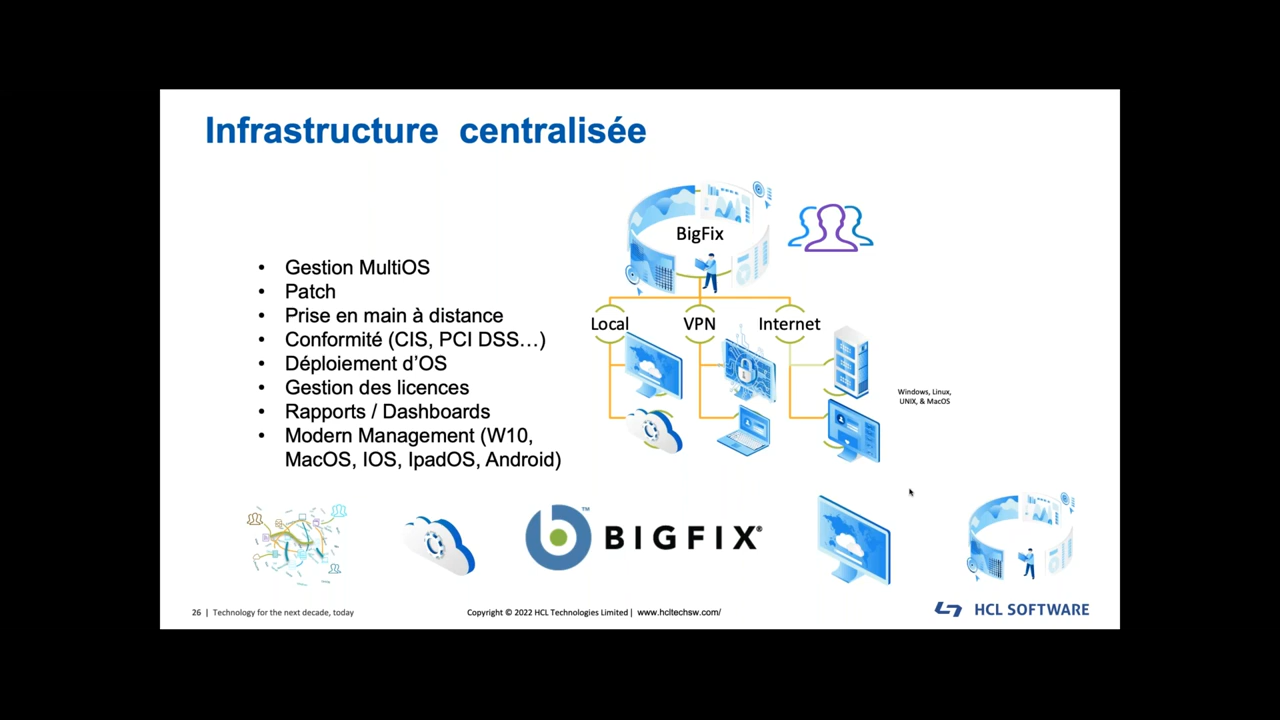 Infrastructure centralisée
BigFix
• Gestion MultiOS
• Patch
• Prise en main à distance
• Conformité (CIS, PCI DSS…)
• Déploiement d’OS
• Gestion des licences
• Rapports / Dashboards
• Modern Management (W10,
MacOS, IOS, IpadOS, Android)
Local
VPN
Internet
Windows, Linux,
UNIX, & MacOS
BIGFIX®
™
26 | Technology for the next decade, today
Copyright © 2022 HCL Technologies Limited | www.hcltechsw.com/
HCL SOFTWARE